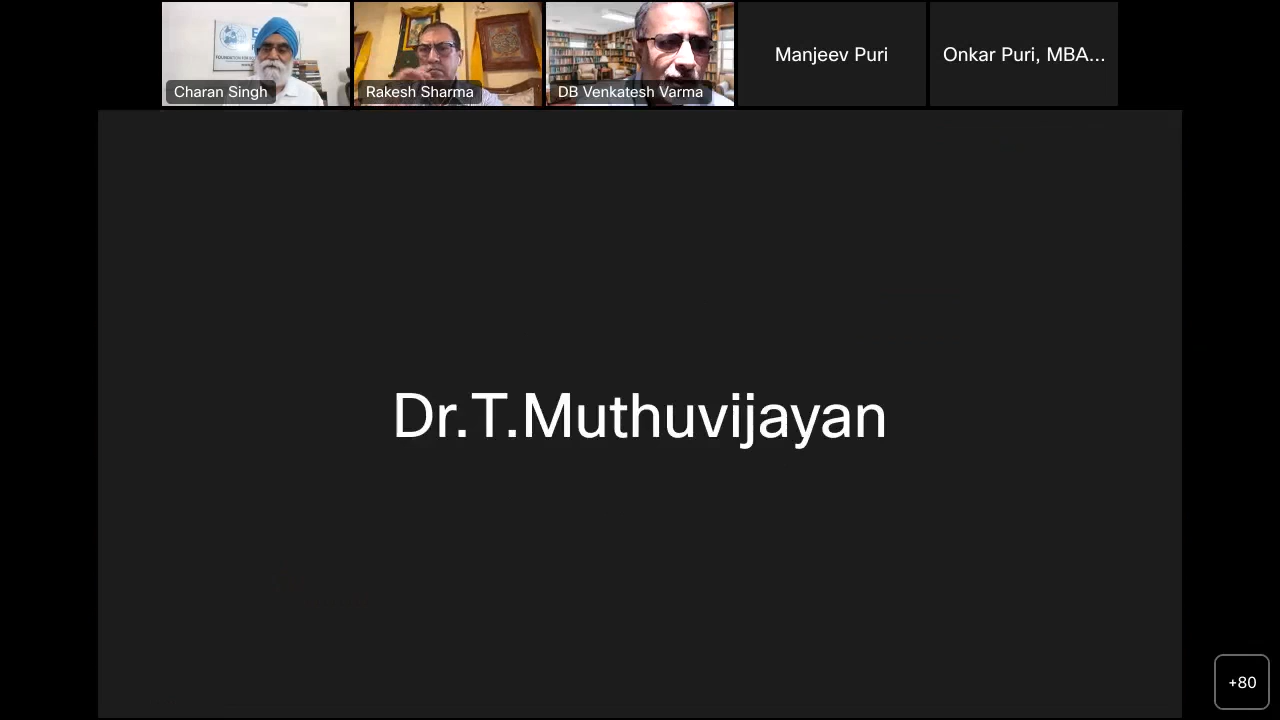 Charan Singh
Rakesh Sharma
DB Venkatesh Varma
Manjeev Puri
Onkar Puri, MBA...
Dr.T.Muthuvijayan
+80